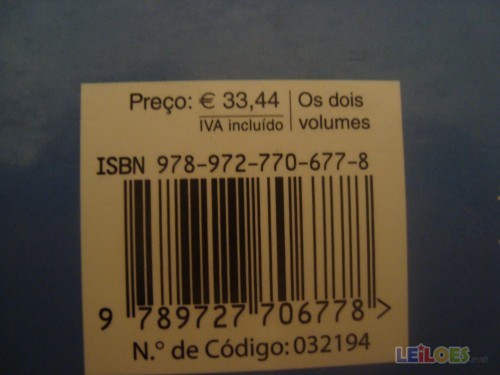 Preço: € 33,44 | Os dois
IVA incluído | volumes
ISBN 978-972-770-677-8
9 789727 706778 >
N.º de Código: 032194
LEILOES.net